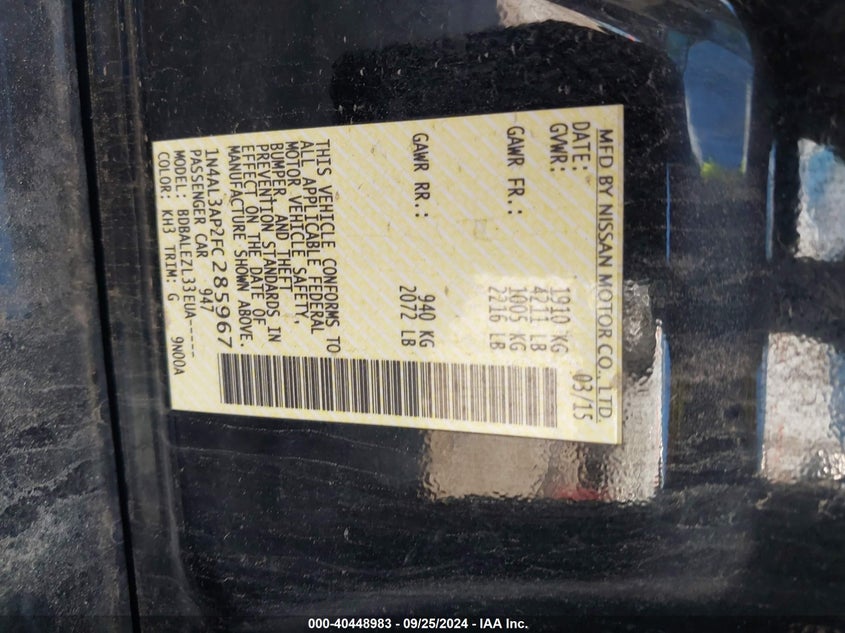 MFD BY NISSAN MOTOR CO., LTD.
DATE: 03/15
GVWR: 1910 KG
4211 LB
GAWR FR.: 1005 KG
2216 LB
GAWR RR.: 940 KG
2072 LB
THIS VEHICLE CONFORMS TO
ALL APPLICABLE FEDERAL
MOTOR VEHICLE SAFETY,
BUMPER, AND THEFT
PREVENTION STANDARDS IN
EFFECT ON THE DATE OF
MANUFACTURE SHOWN ABOVE.
1N4AL3AP2FC285967
PASSENGER CAR 947
MODEL: BDBALEZL33EUA-----
COLOR: KH3 TRIM: G 9N00A
000-40448983 - 09/25/2024 - IAA Inc.